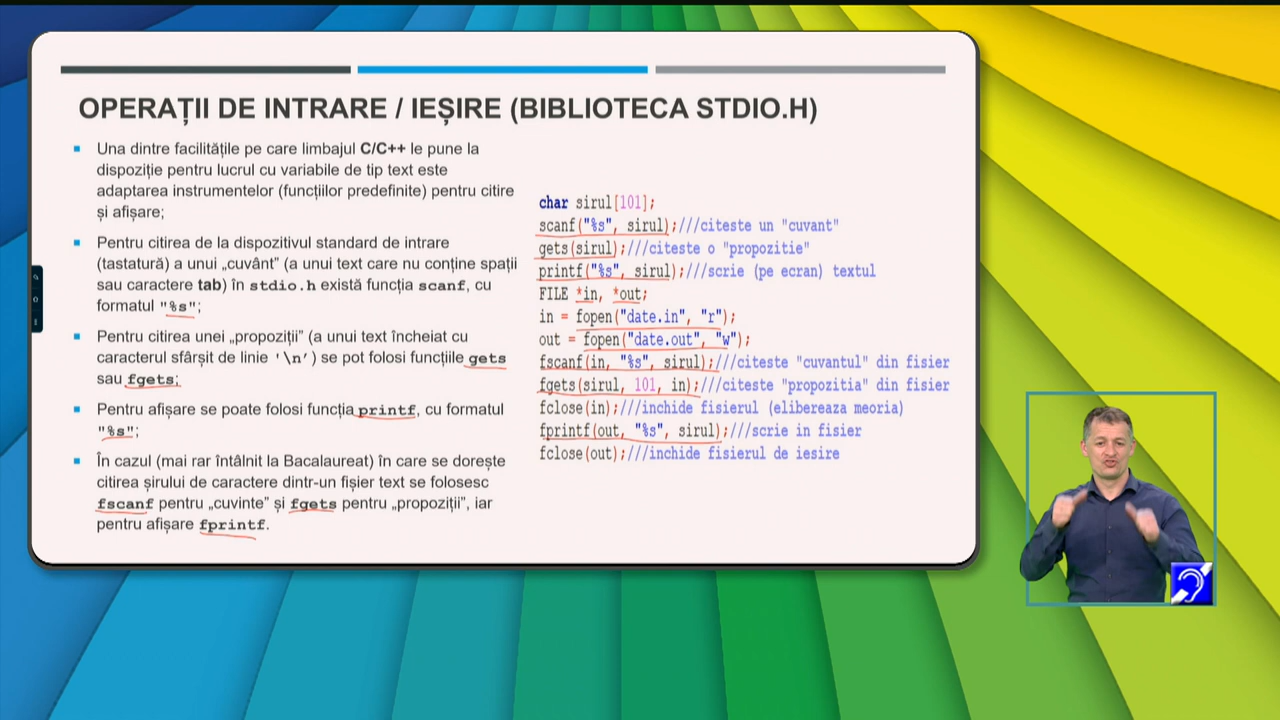 OPERAȚII DE INTRARE / IEȘIRE (BIBLIOTECA STDIO.H)
Una dintre facilitățile pe care limbajul C/C++ le pune la
dispoziție pentru lucrul cu variabile de tip text este
adaptarea instrumentelor (funcțiilor predefinite) pentru citire
și afișare;
Pentru citirea de la dispozitivul standard de intrare
(tastatură) a unui „cuvânt” (a unui text care nu conține spații
sau caractere tab) în stdio.h există funcția scanf, cu
formatul "%s";
Pentru citirea unei „propoziții” (a unui text încheiat cu
caracterul sfârșit de linie '\n’) se pot folosi funcțiile gets
sau fgets;
Pentru afișare se poate folosi funcția printf, cu formatul
"%s";
În cazul (mai rar întâlnit la Bacalaureat) în care se dorește
citirea șirului de caractere dintr-un fișier text se folosesc
fscanf pentru „cuvinte” și fgets pentru „propoziții”, iar
pentru afișare fprintf.
char sirul[101];
scanf("%s", sirul);///citeste un "cuvant"
gets(sirul);///citeste o "propozitie"
printf("%s", sirul);///scrie (pe ecran) textul
FILE *in, *out;
in = fopen("date.in", "r");
out = fopen("date.out", "w");
fscanf(in, "%s", sirul);///citeste "cuvantul" din fisier
fgets(sirul, 101, in);///citeste "propozitia" din fisier
fclose(in);///inchide fisierul (elibereaza meoria)
fprintf(out, "%s", sirul);///scrie in fisier
fclose(out);///inchide fisierul de iesire